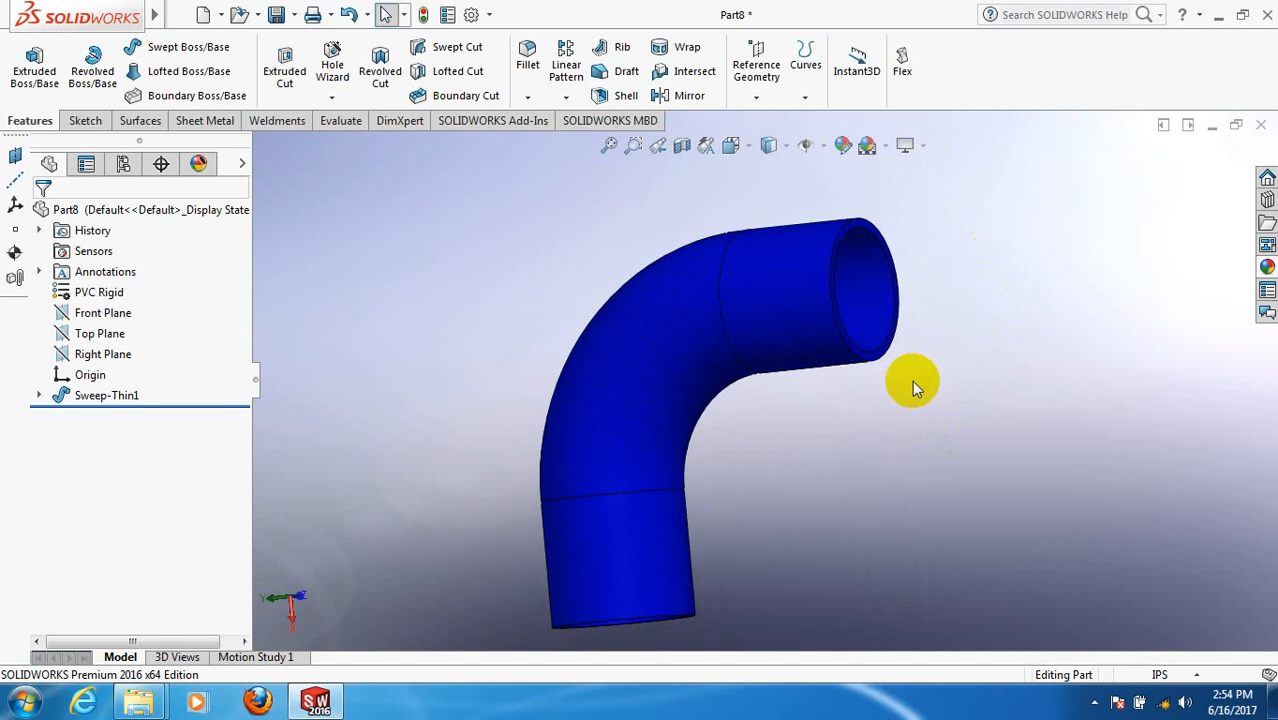 SOLIDWORKS
Part8 *
Search SOLIDWORKS Help
?
Extruded Boss/Base
Revolved Boss/Base
Swept Boss/Base
Lofted Boss/Base
Boundary Boss/Base
Extruded Cut
Hole Wizard
Revolved Cut
Swept Cut
Lofted Cut
Boundary Cut
Fillet
Linear Pattern
Rib
Draft
Shell
Wrap
Intersect
Mirror
Reference Geometry
Curves
Instant3D
Flex
Features
Sketch
Surfaces
Sheet Metal
Weldments
Evaluate
DimXpert
SOLIDWORKS Add-Ins
SOLIDWORKS MBD
Part8 (Default<<Default>_Display State
History
Sensors
Annotations
PVC Rigid
Front Plane
Top Plane
Right Plane
Origin
Sweep-Thin1
Y
Z
X
Model
3D Views
Motion Study 1
SOLIDWORKS Premium 2016 x64 Edition
Editing Part
IPS
SW
2016
2:54 PM
6/16/2017